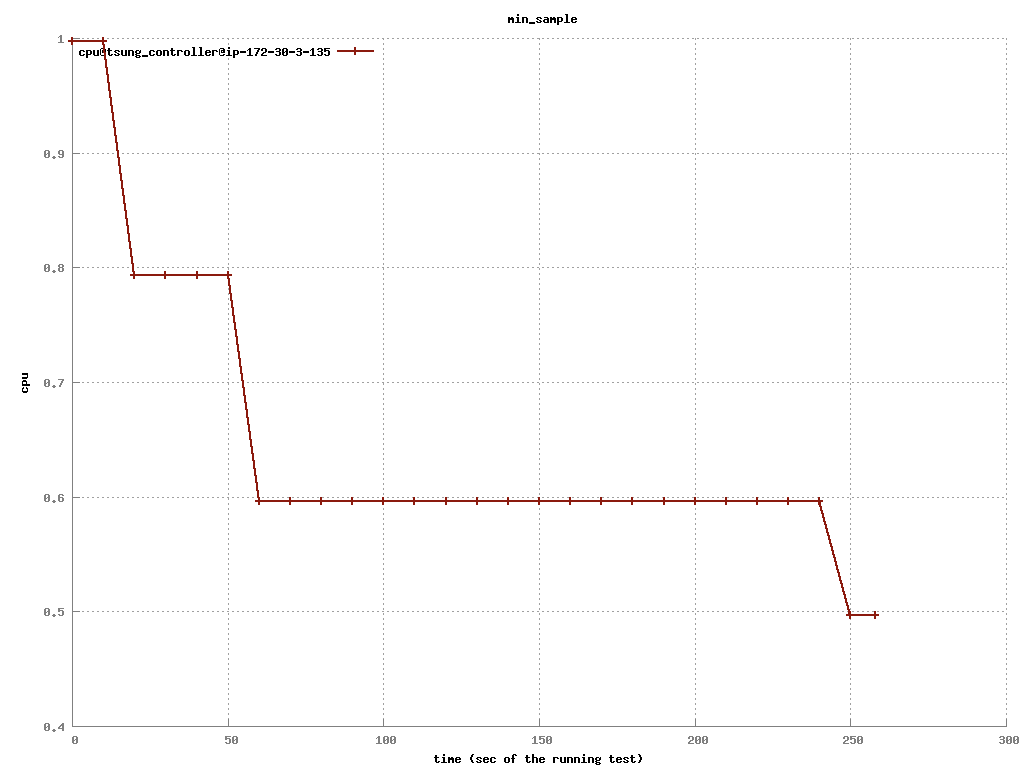 min_sample
1
cpu@tsung_controller@ip-172-30-3-135
0.9
0.8
0.7
cpu
0.6
0.5
0.4
0 50 100 150 200 250 300
time (sec of the running test)